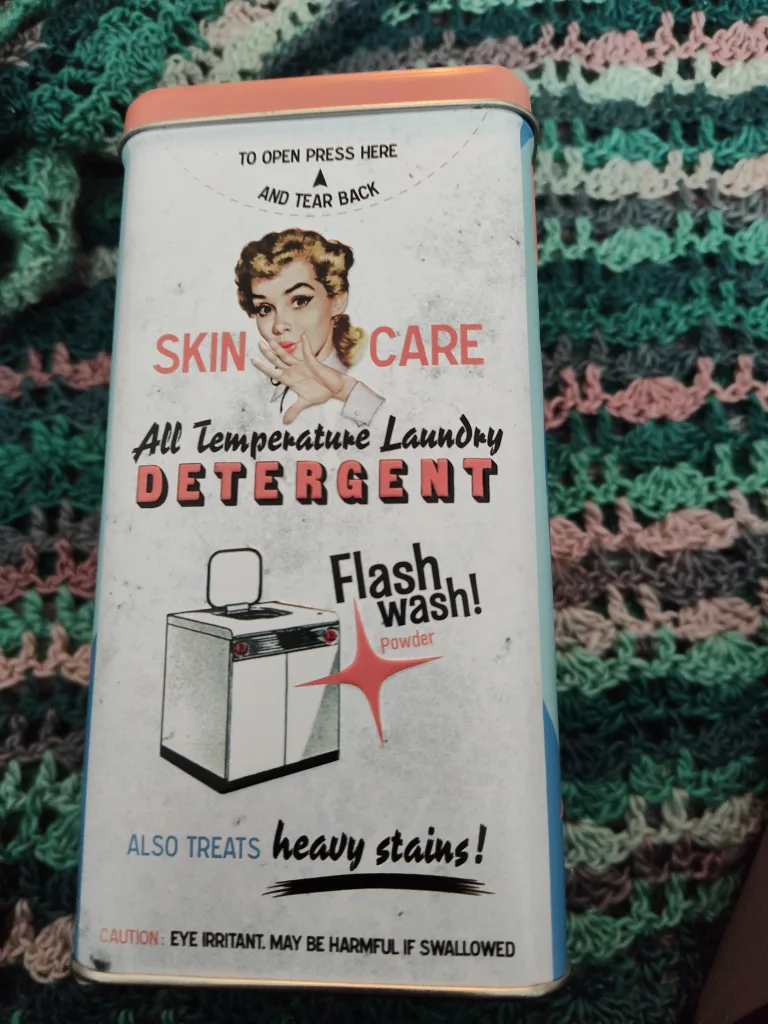 TO OPEN PRESS HERE
AND TEAR BACK
SKIN CARE
All Temperature Laundry
DETERGENT
Flash
wash!
Powder
ALSO TREATS heavy stains!
CAUTION: EYE IRRITANT. MAY BE HARMFUL IF SWALLOWED